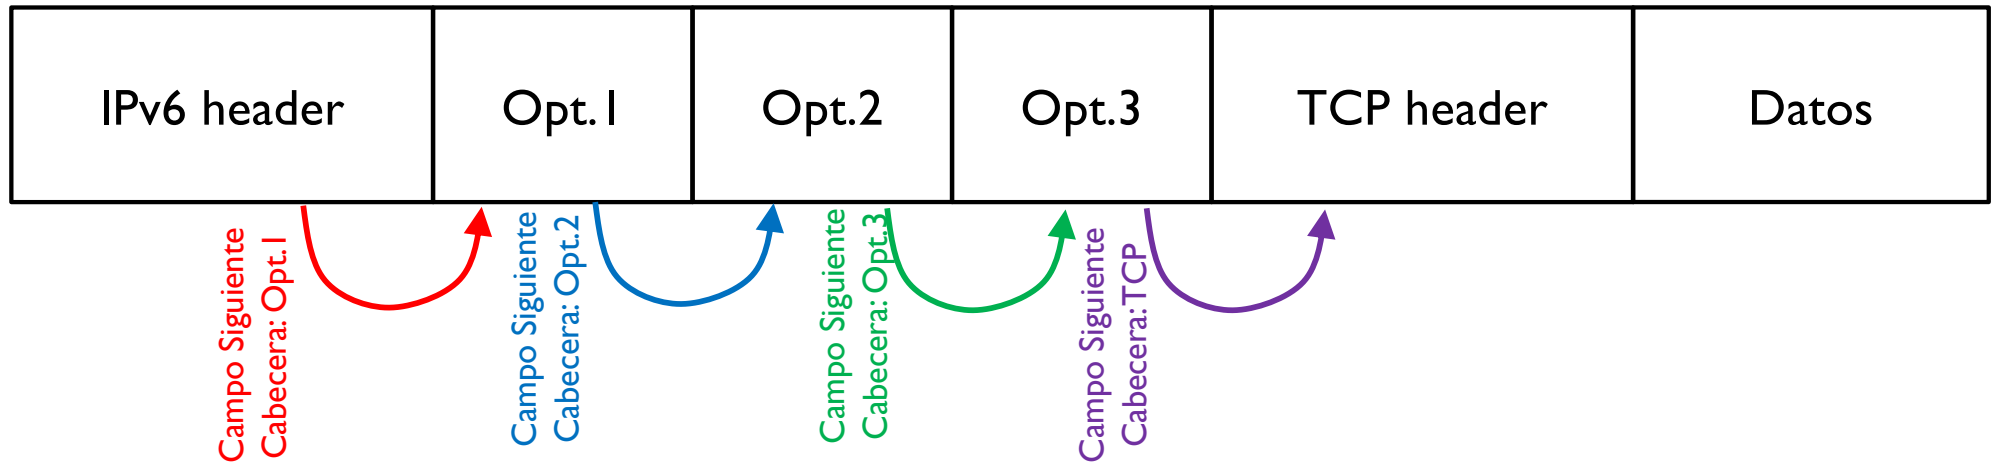 IPv6 header
Opt.1
Opt.2
Opt.3
TCP header
Datos
Campo Siguiente
Cabecera: Opt.1
Campo Siguiente
Cabecera: Opt.2
Campo Siguiente
Cabecera: Opt.3
Campo Siguiente
Cabecera: TCP